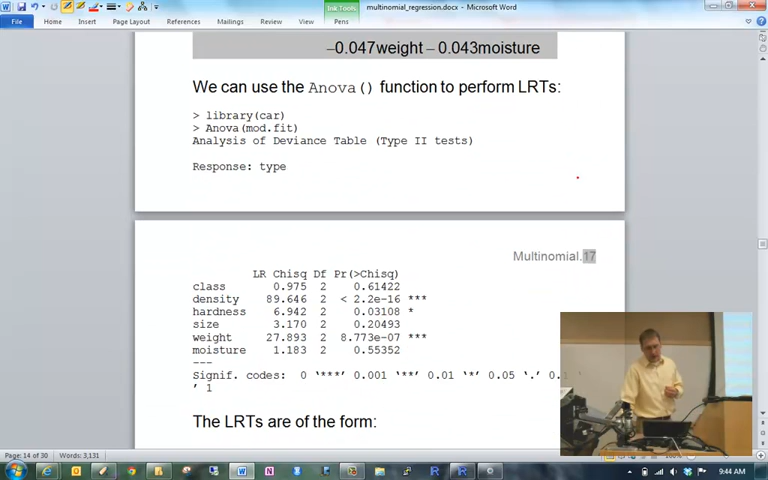 multinomial_regression.docx - Microsoft Word
Ink Tools
File Home Insert Page Layout References Mailings Review View Pens
−0.047weight − 0.043moisture
We can use the Anova() function to perform LRTs:
> library(car)
> Anova(mod.fit)
Analysis of Deviance Table (Type II tests)
Response: type
Multinomial.17
LR Chisq Df Pr(>Chisq)
class 0.975 2 0.61422
density 89.646 2 < 2.2e-16 ***
hardness 6.942 2 0.03108 *
size 3.170 2 0.20493
weight 27.893 2 8.773e-07 ***
moisture 1.183 2 0.55352
---
Signif. codes: 0 ‘***’ 0.001 ‘**’ 0.01 ‘*’ 0.05 ‘.’ 0.1 ‘
’ 1
The LRTs are of the form:
Page: 14 of 30 Words: 3,131
9:44 AM